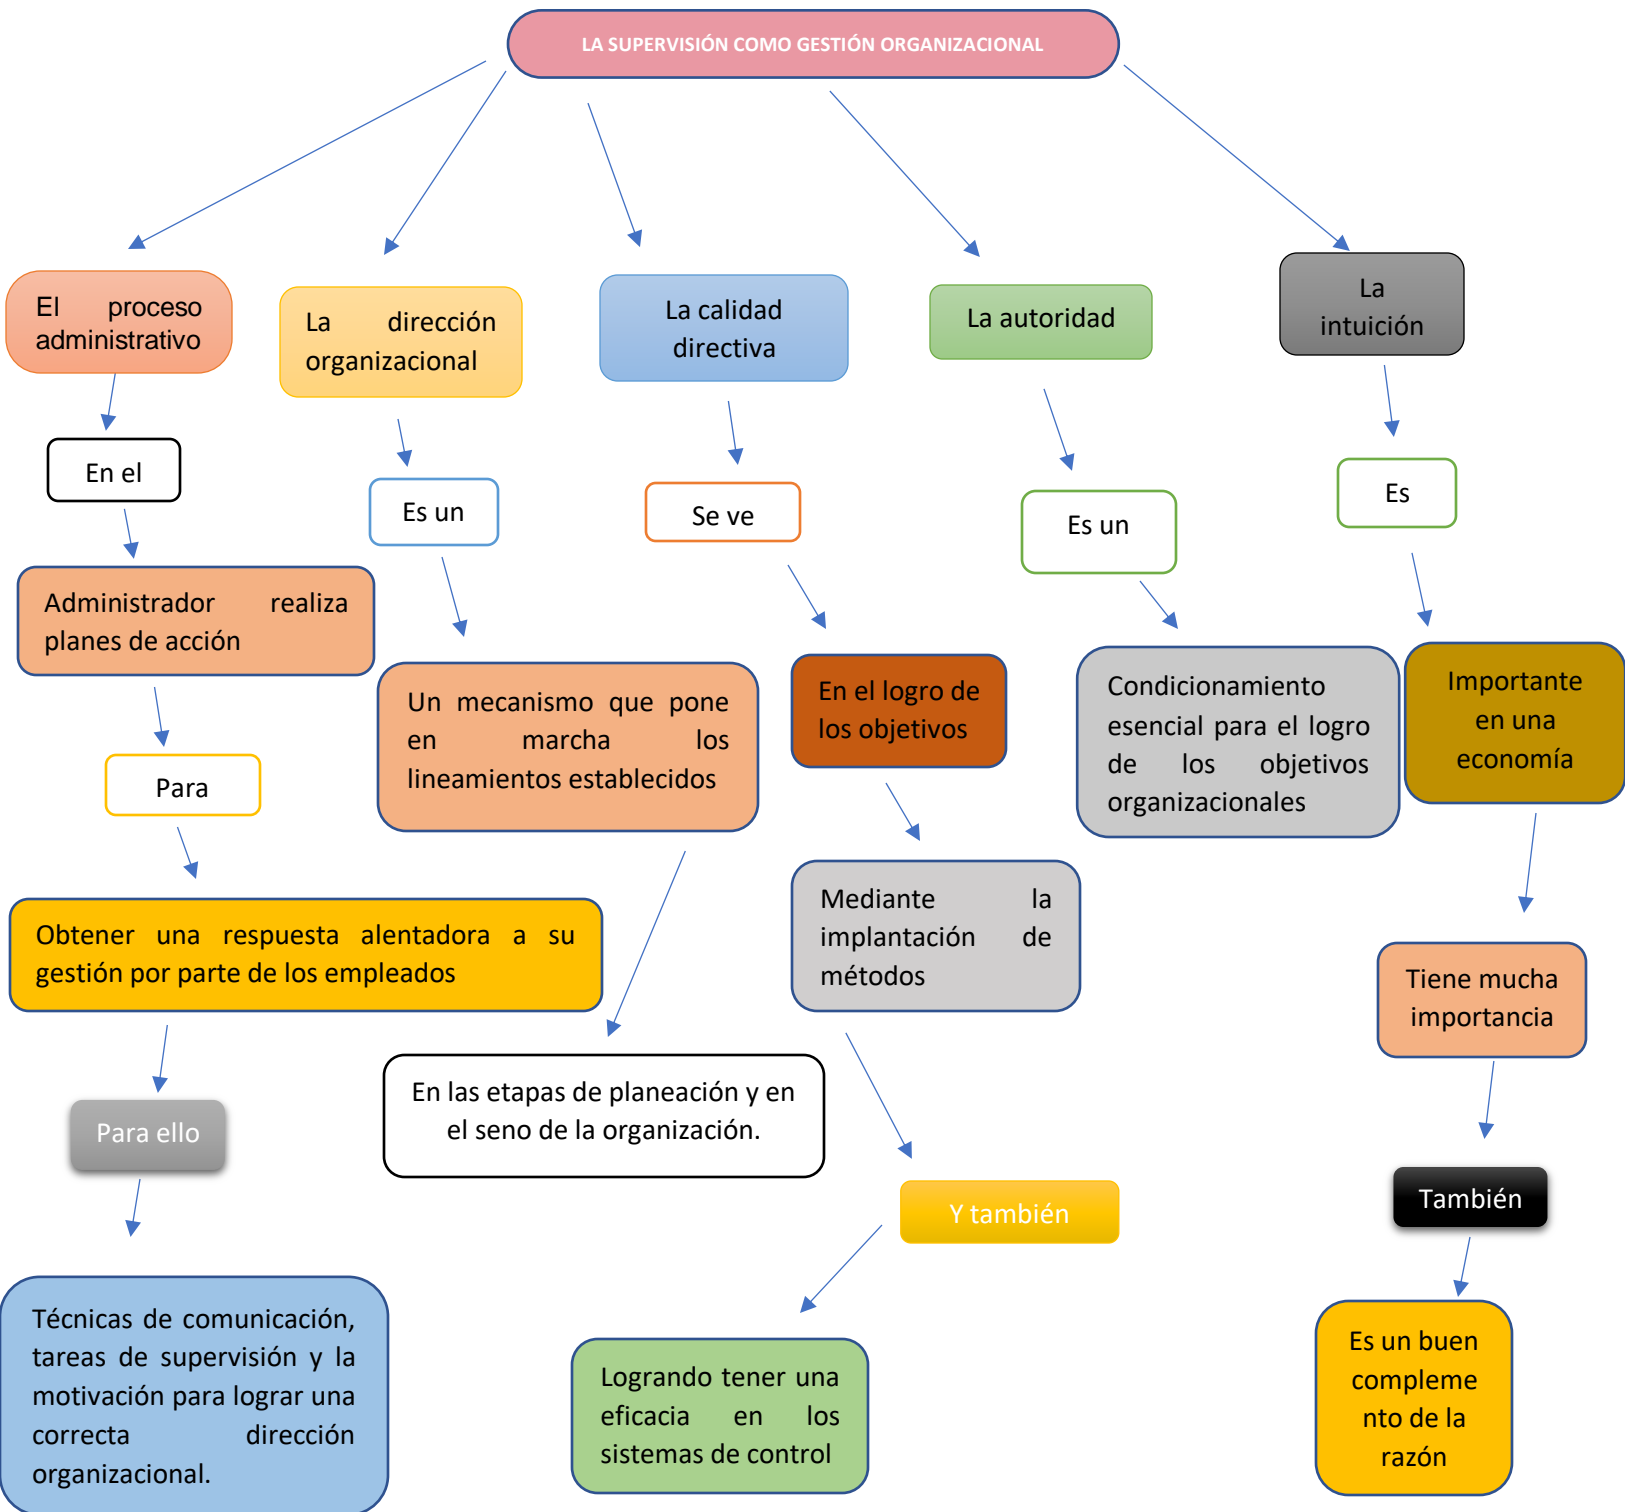 LA SUPERVISIÓN COMO GESTIÓN ORGANIZACIONAL
El proceso
administrativo
En el
Administrador realiza
planes de acción
Para
Obtener una respuesta alentadora a su
gestión por parte de los empleados
Para ello
Técnicas de comunicación,
tareas de supervisión y la
motivación para lograr una
correcta dirección
organizacional.
La dirección
organizacional
Es un
Un mecanismo que pone
en marcha los
lineamientos establecidos
En las etapas de planeación y en
el seno de la organización.
La calidad
directiva
Se ve
En el logro de
los objetivos
Mediante la
implantación de
métodos
Y también
Logrando tener una
eficacia en los
sistemas de control
La autoridad
Es un
Condicionamiento
esencial para el logro
de los objetivos
organizacionales
La
intuición
Es
Importante
en una
economía
Tiene mucha
importancia
También
Es un buen
compleme
nto de la
razón